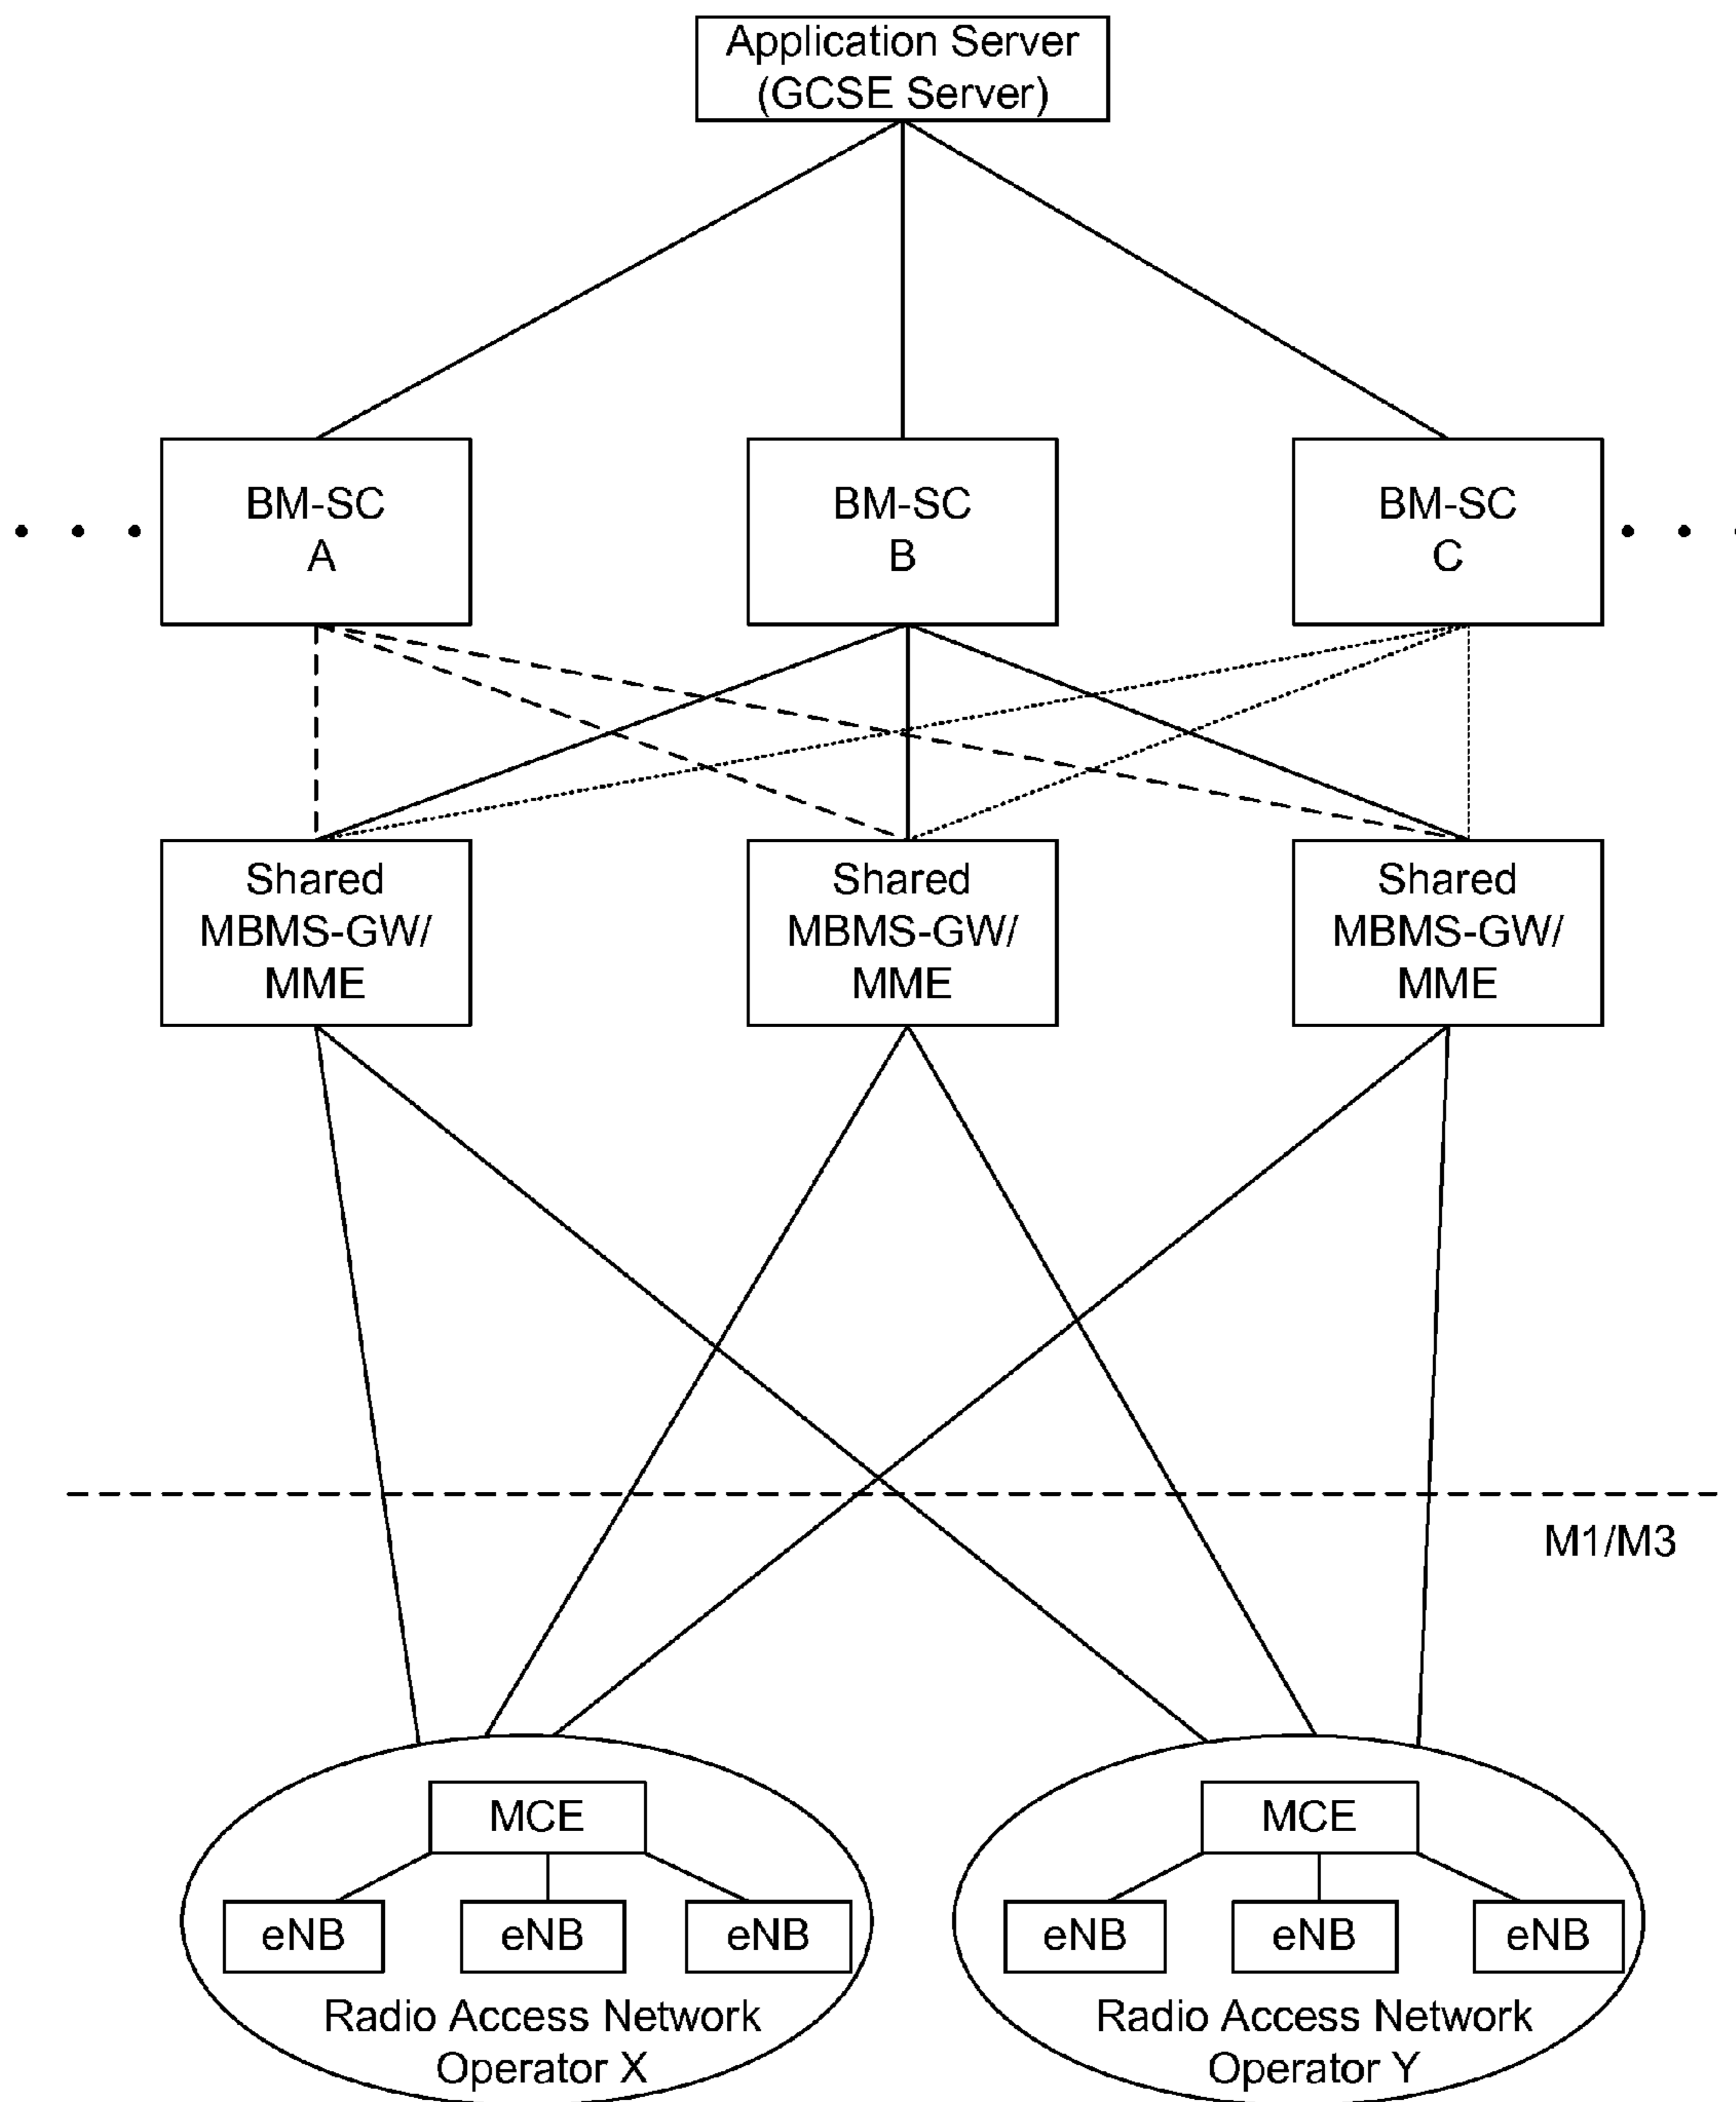 Application Server
(GCSE Server)
BM-SC
A
BM-SC
B
BM-SC
C
Shared
MBMS-GW/
MME
Shared
MBMS-GW/
MME
Shared
MBMS-GW/
MME
M1/M3
MCE
eNB
eNB
eNB
Radio Access Network
Operator X
MCE
eNB
eNB
eNB
Radio Access Network
Operator Y